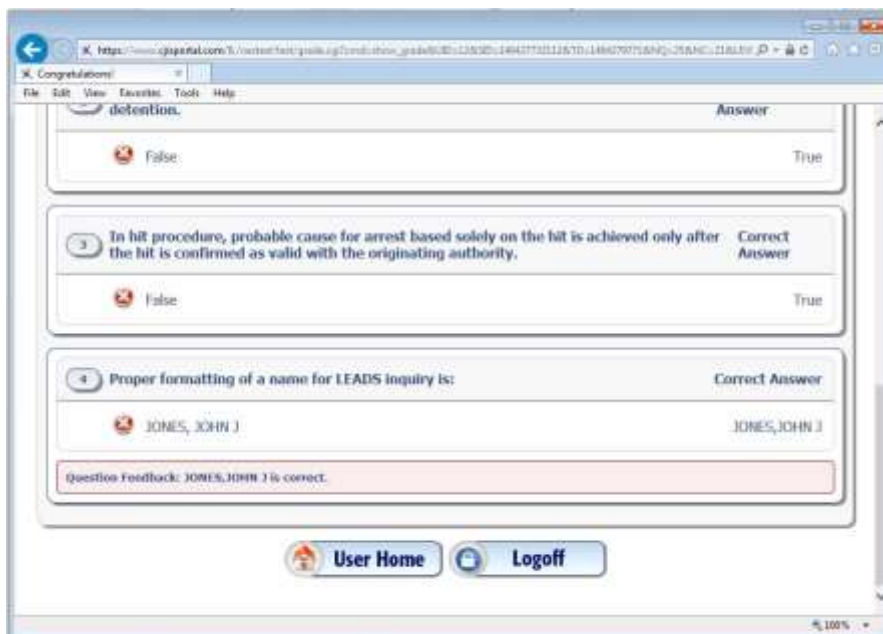 Congratulations!
File Edit View Favorites Tools Help
detention.
Answer
False
True
3
In hit procedure, probable cause for arrest based solely on the hit is achieved only after
the hit is confirmed as valid with the originating authority.
Correct
Answer
False
True
4
Proper formatting of a name for LEADS inquiry is:
Correct Answer
JONES, JOHN J
JONES,JOHN J
Question Feedback: JONES,JOHN J is correct.
User Home
Logoff
100%